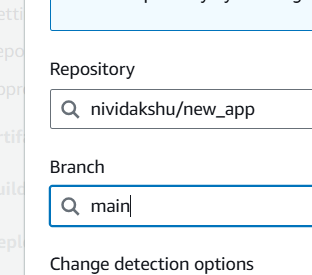 Repository
nividakshu/new_app
Branch
main
Change detection options